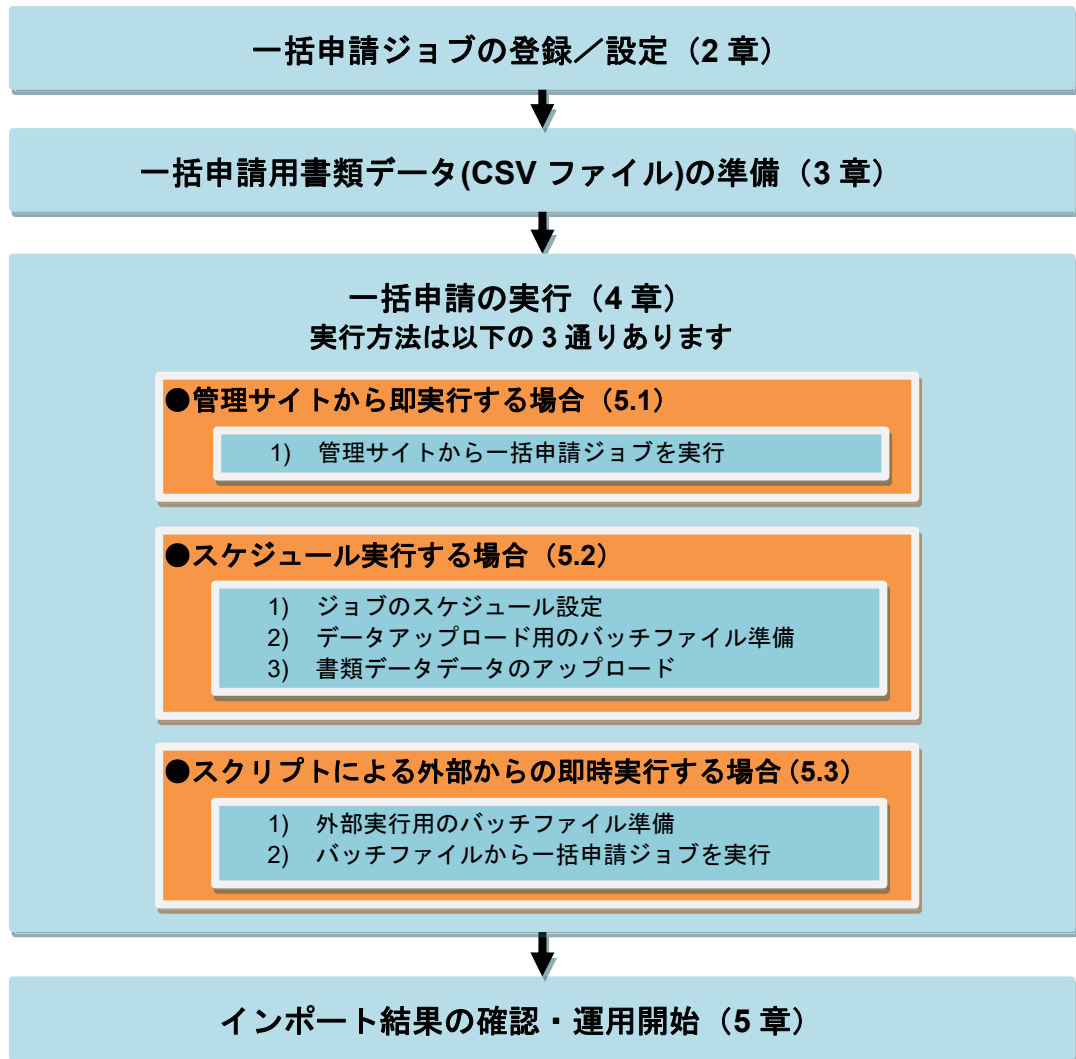 一括申請ジョブの登録／設定（2 章）
一括申請用書類データ(CSV ファイル)の準備（3 章）
一括申請の実行（4 章）
実行方法は以下の 3 通りあります
●管理サイトから即実行する場合（5.1）
1) 管理サイトから一括申請ジョブを実行
●スケジュール実行する場合（5.2）
1) ジョブのスケジュール設定
2) データアップロード用のバッチファイル準備
3) 書類データデータのアップロード
●スクリプトによる外部からの即時実行する場合（5.3）
1) 外部実行用のバッチファイル準備
2) バッチファイルから一括申請ジョブを実行
インポート結果の確認・運用開始（5 章）